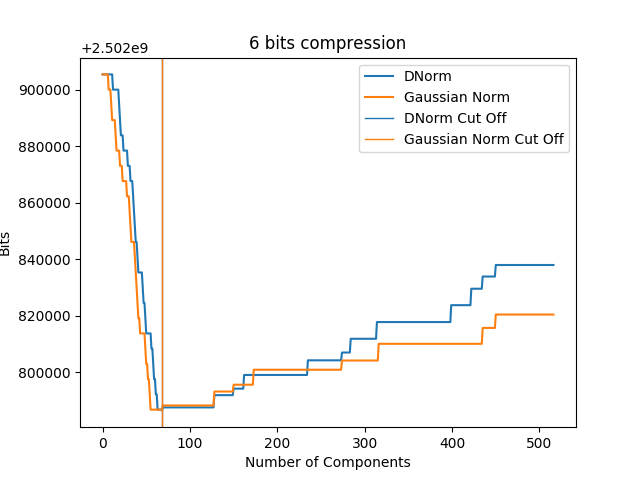 6 bits compression
+2.502e9
900000
880000
860000
840000
820000
800000
Bits
0 100 200 300 400 500
Number of Components
DNorm
Gaussian Norm
DNorm Cut Off
Gaussian Norm Cut Off